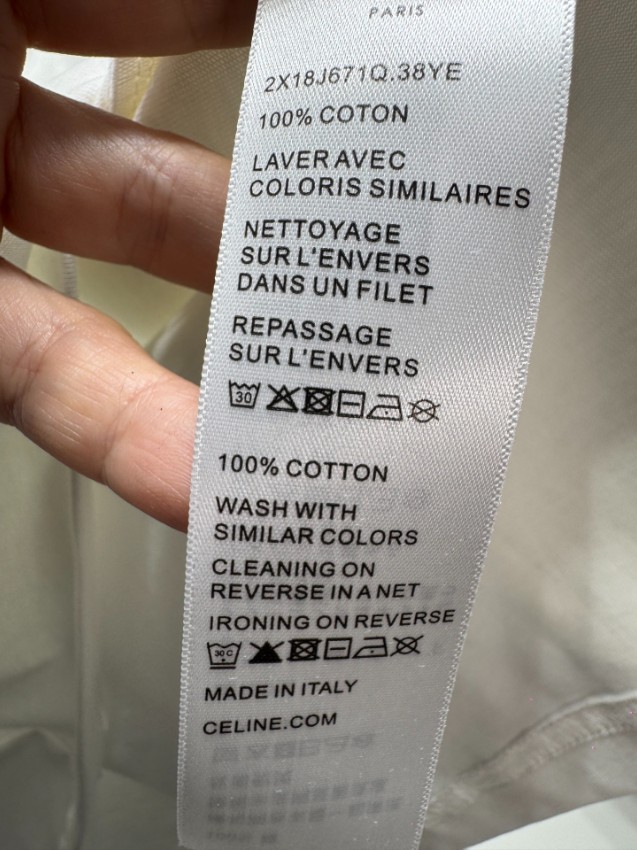 PARIS
2X18J671Q.38YE
100% COTON
LAVER AVEC
COLORIS SIMILAIRES
NETTOYAGE
SUR L'ENVERS
DANS UN FILET
REPASSAGE
SUR L'ENVERS
30
100% COTTON
WASH WITH
SIMILAR COLORS
CLEANING ON
REVERSE IN A NET
IRONING ON REVERSE
30 C
MADE IN ITALY
CELINE.COM